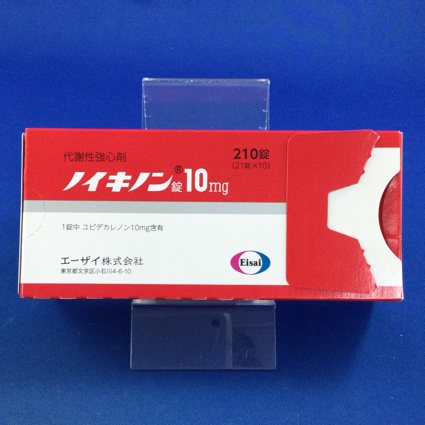 代謝性強心剤
ノイキノン®錠10mg
210錠
(21錠×10)
1錠中 ユビデカレノン10mg含有
エーザイ株式会社
東京都文京区小石川4-6-10
Eisai